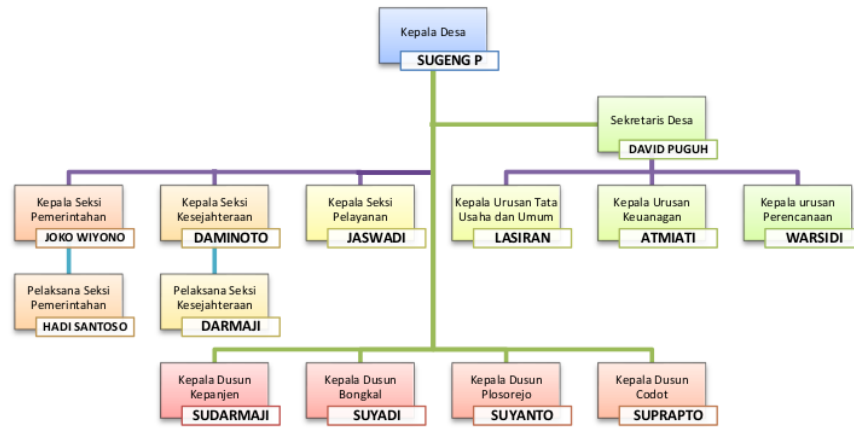 Kepala Desa
SUGENG P
Sekretaris Desa
DAVID PUGUH
Kepala Seksi
Pemerintahan
JOKO WIYONO
Kepala Seksi
Kesejahteraan
DAMINOTO
Kepala Seksi
Pelayanan
JASWADI
Kepala Urusan Tata
Usaha dan Umum
LASIRAN
Kepala Urusan
Keuanagan
ATMIATI
Kepala urusan
Perencanaan
WARSIDI
Pelaksana Seksi
Pemerintahan
HADI SANTOSO
Pelaksana Seksi
Kesejahteraan
DARMAJI
Kepala Dusun
Kepanjen
SUDARMAJI
Kepala Dusun
Bongkal
SUYADI
Kepala Dusun
Plosorejo
SUYANTO
Kepala Dusun
Codot
SUPRAPTO